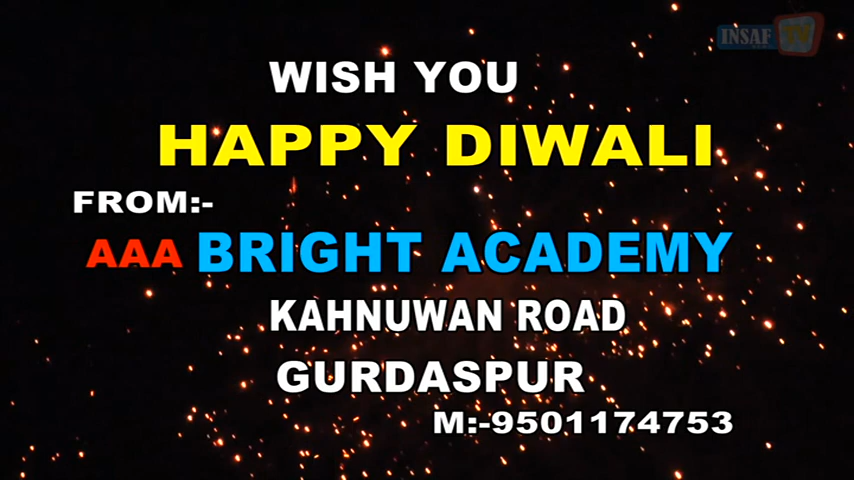 INSAF TV
WISH YOU
HAPPY DIWALI
FROM:-
AAA BRIGHT ACADEMY
KAHNUWAN ROAD
GURDASPUR
M:-9501174753